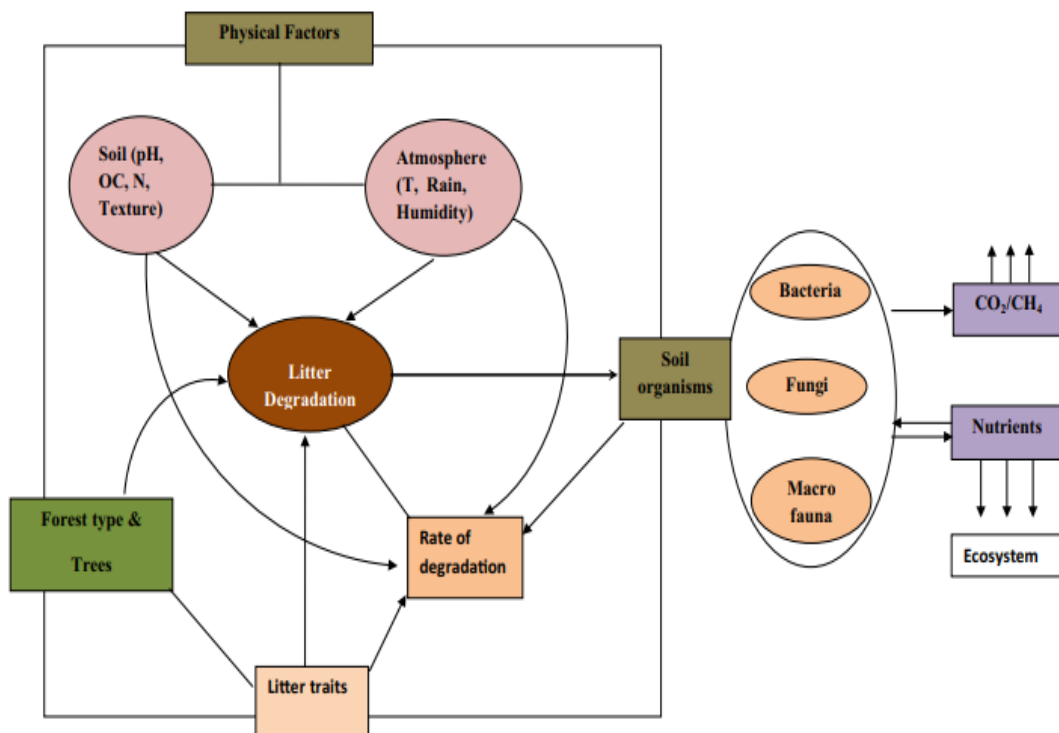 Physical Factors
Soil (pH,
OC, N,
Texture)
Atmosphere
(T, Rain,
Humidity)
Bacteria
CO₂/CH₄
Litter
Degradation
Soil
organisms
Fungi
Nutrients
Macro
fauna
Forest type &
Trees
Rate of
degradation
Ecosystem
Litter traits